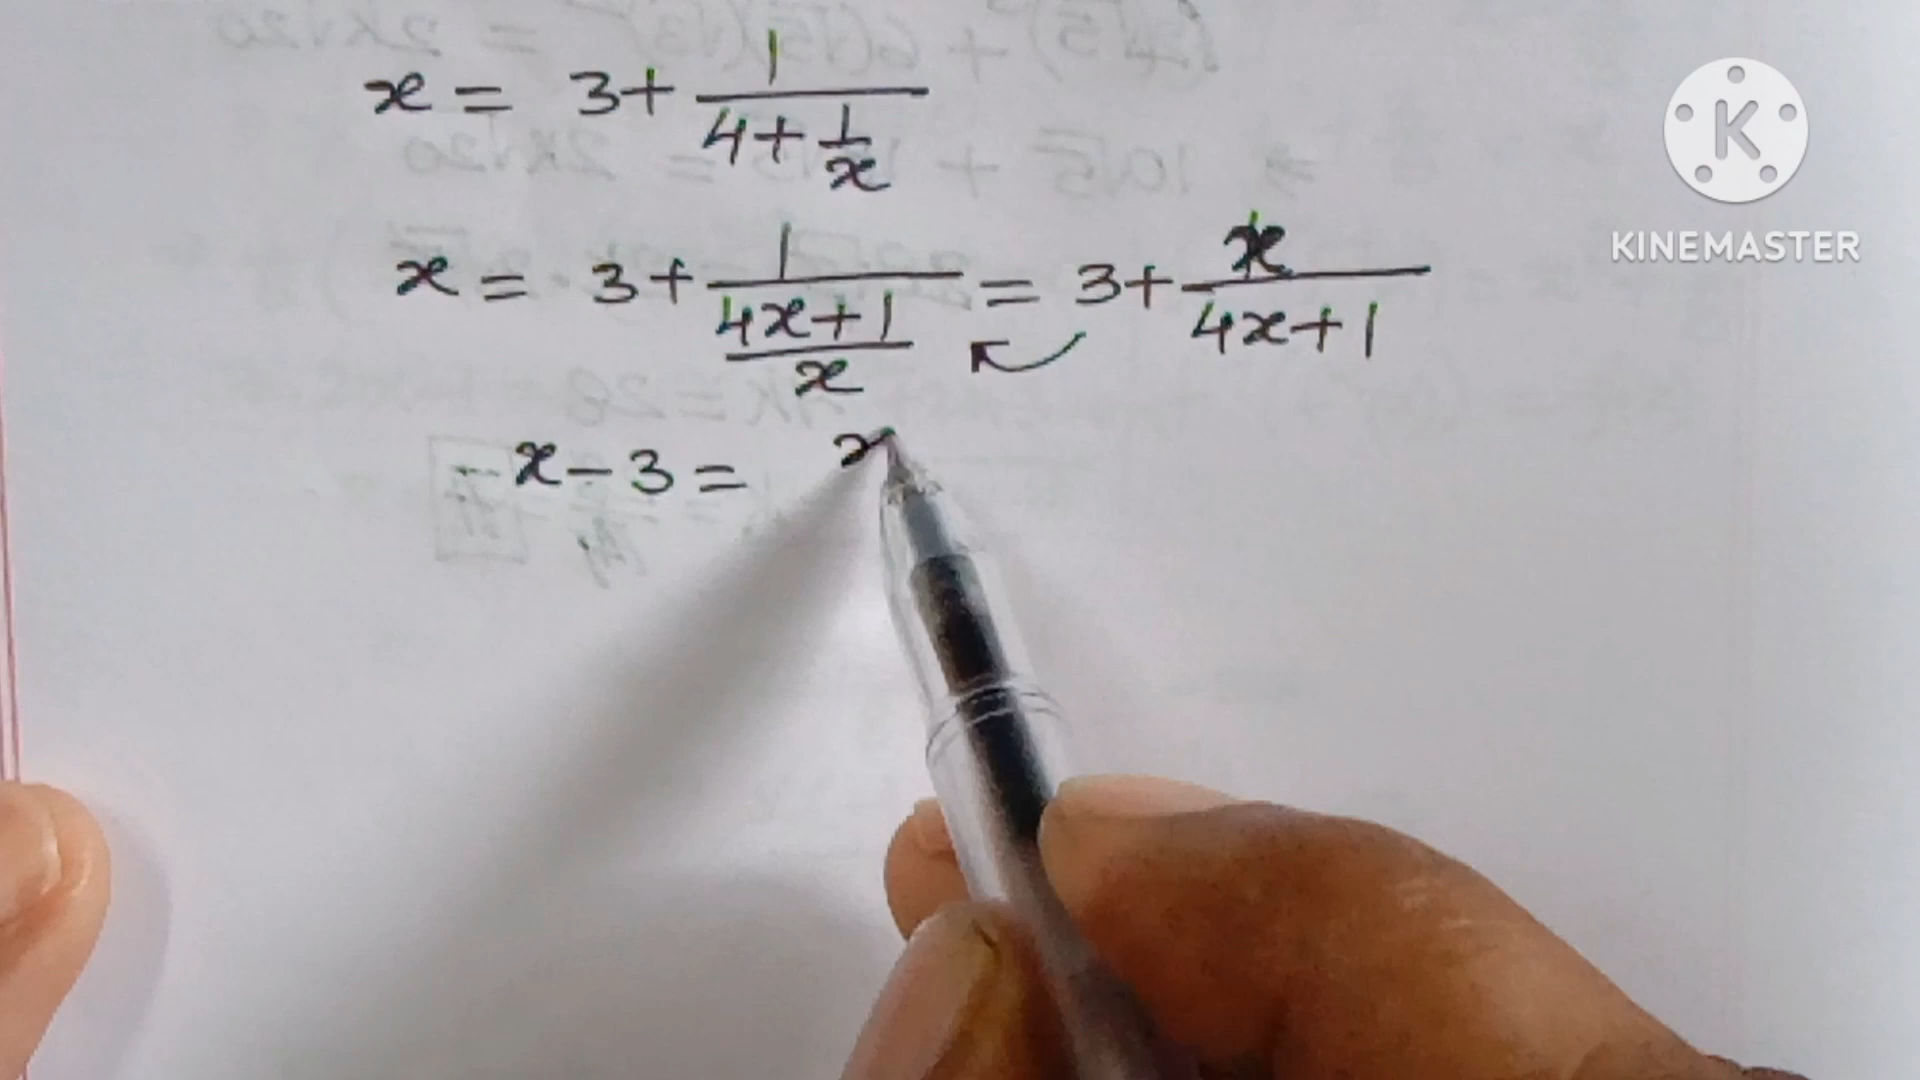 x = 3 + 1/(4 + 1/x)
x = 3 + 1/((4x+1)/x) = 3 + x/(4x+1)
x - 3 = x
K
KINEMASTER